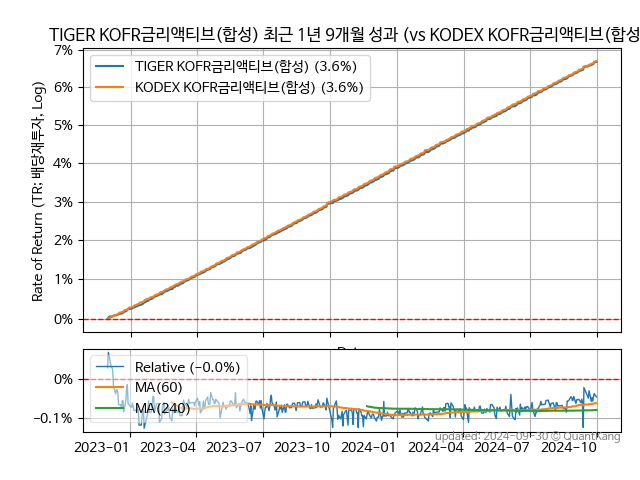 TIGER KOFR금리액티브(합성) 최근 1년 9개월 성과 (vs KODEX KOFR금리액티브(합성
7%
6%
5%
4%
3%
2%
1%
0%
Rate of Return (TR: 배당재투자, Log)
TIGER KOFR금리액티브(합성) (3.6%)
KODEX KOFR금리액티브(합성) (3.6%)
0%
−0.1%
Relative (−0.0%)
MA(60)
MA(240)
2023−01 2023−04 2023−07 2023−10 2024−01 2024−04 2024−07 2024−10
updated: 2024−09−30 © QuantKang